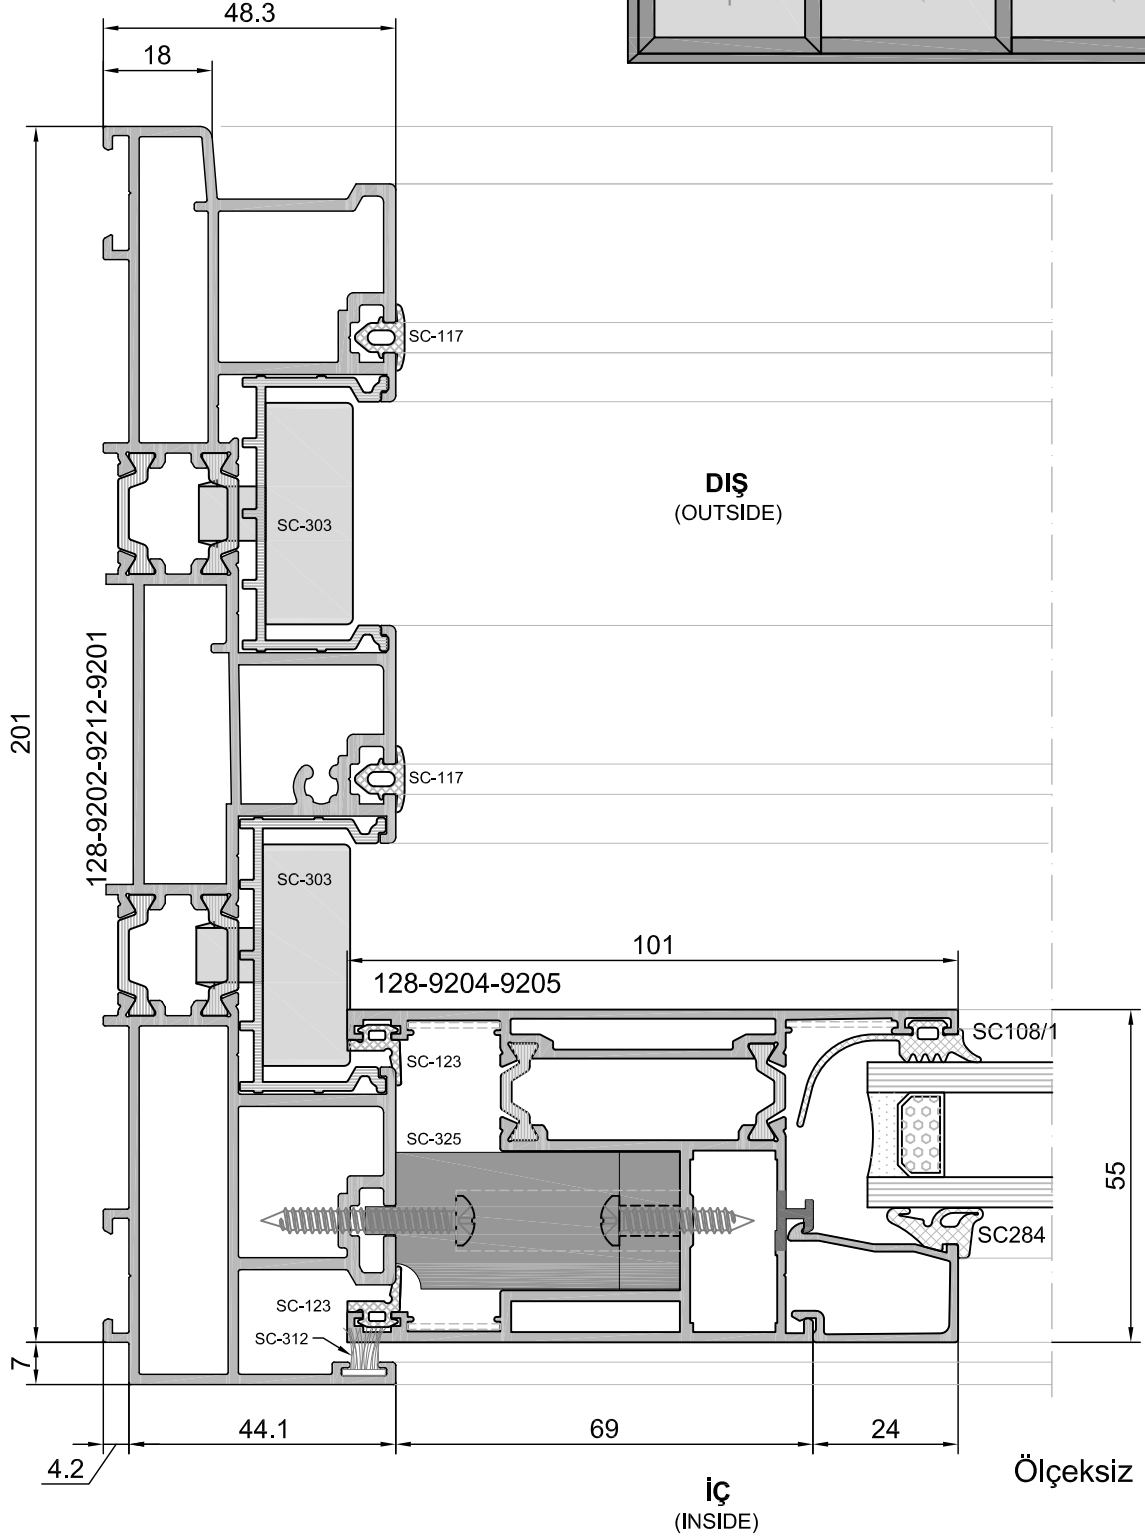 48.3
18
SC-117
DIŞ
(OUTSIDE)
SC-303
128-9202-9212-9201
201
SC-117
SC-303
101
128-9204-9205
SC108/1
SC-123
SC-325
55
SC284
SC-123
SC-312
7
44.1
69
24
4.2
Ölçeksiz
İÇ
(INSIDE)